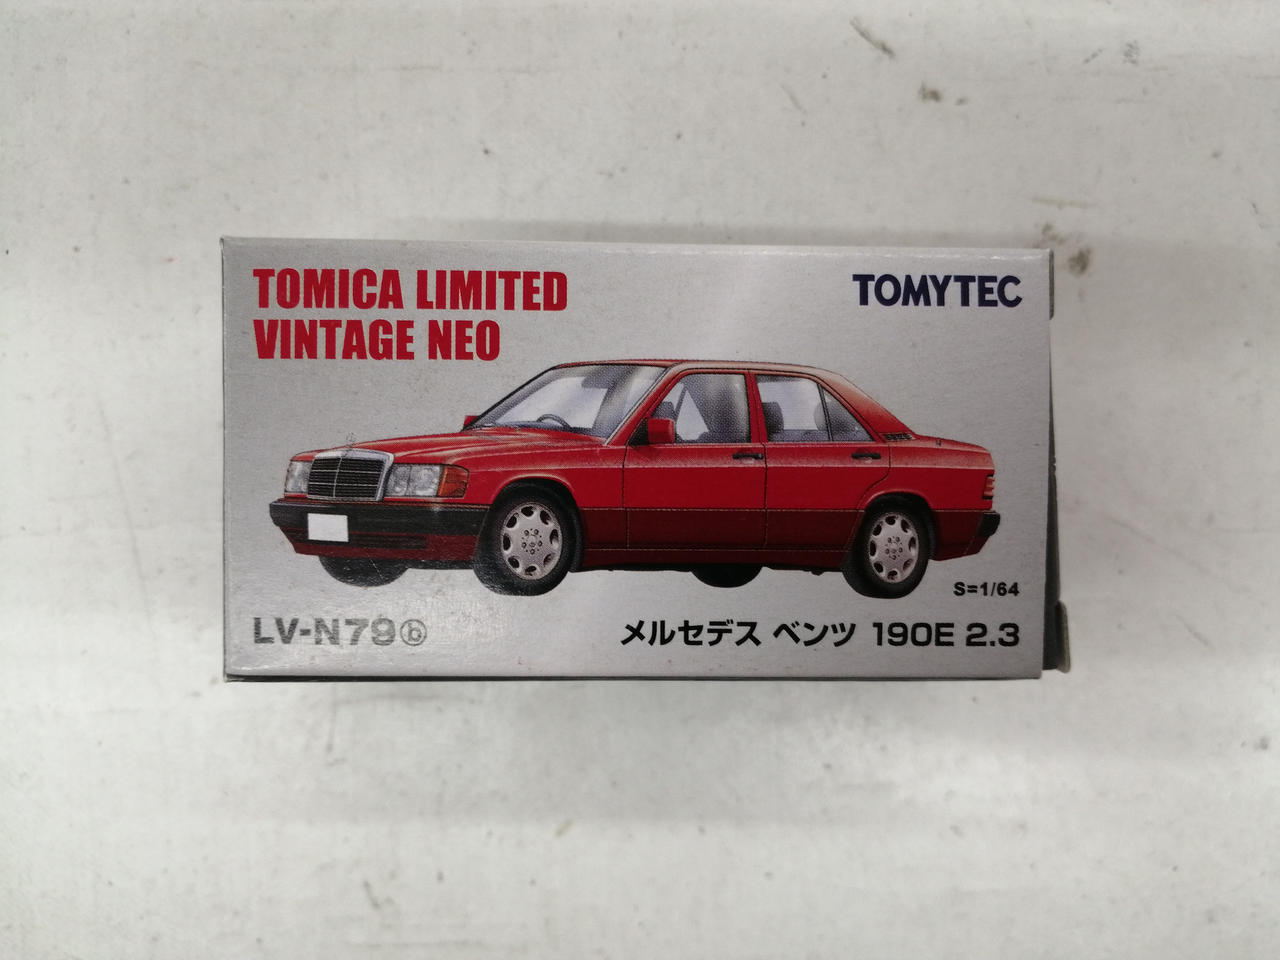 TOMICA LIMITED
VINTAGE NEO
TOMYTEC
S=1/64
LV-N79ⓑ
メルセデス ベンツ 190E 2.3